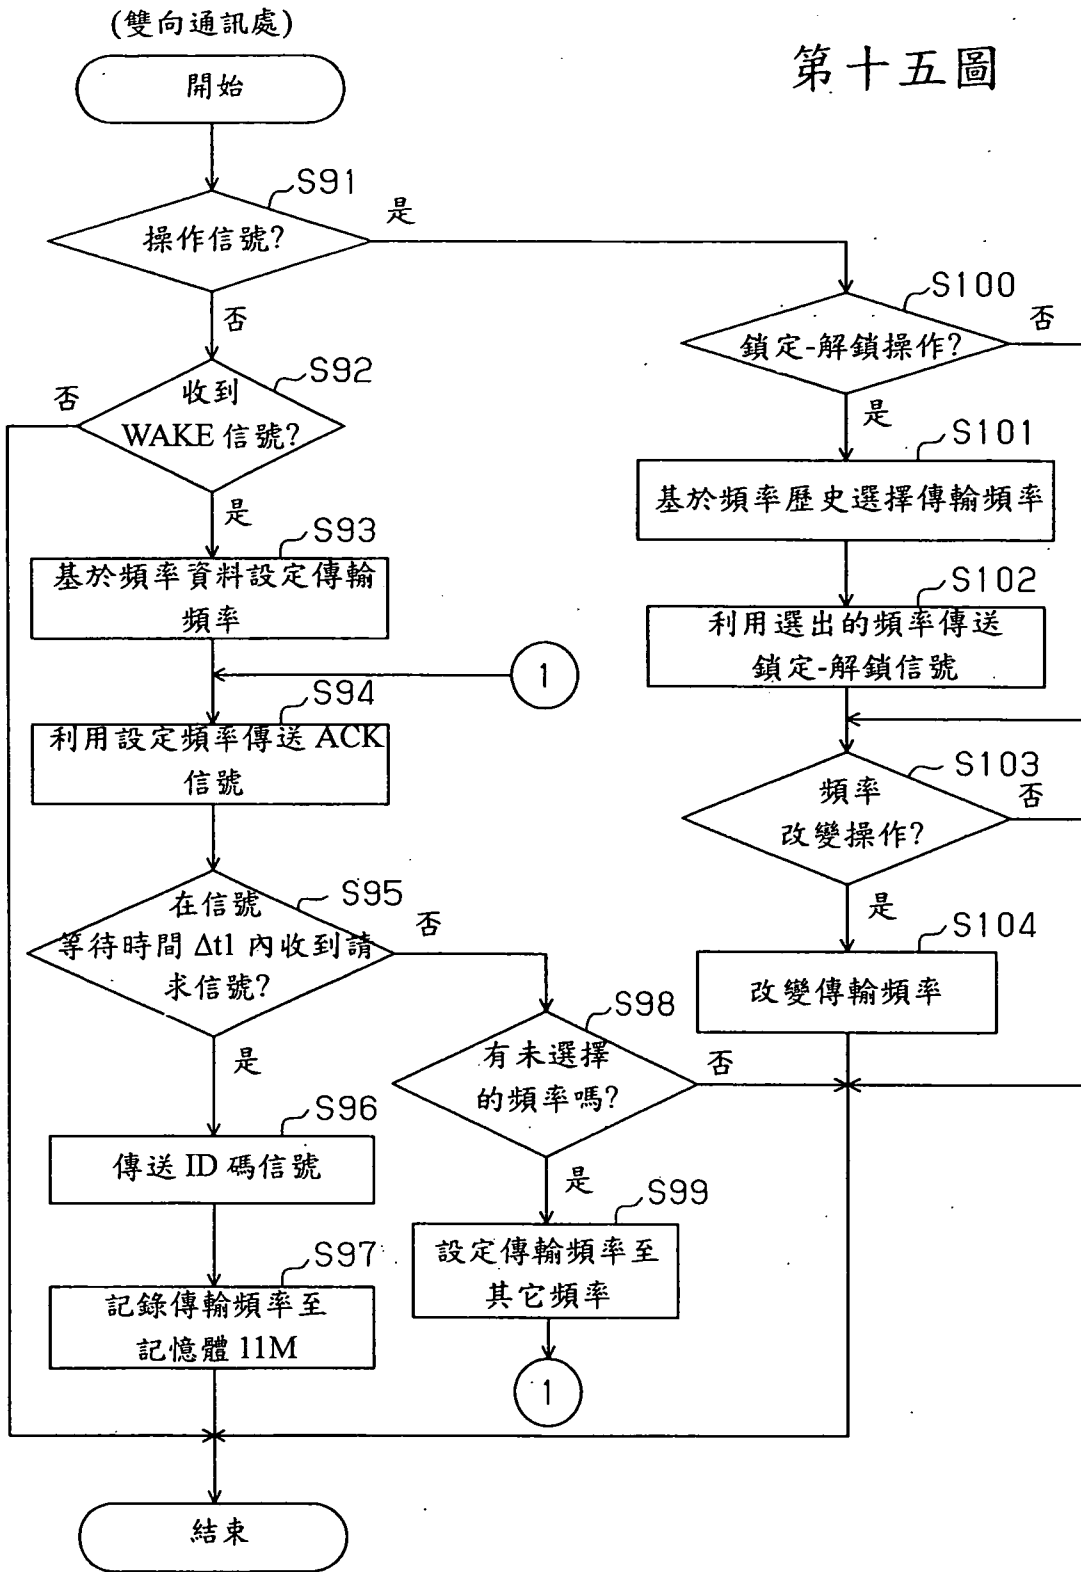 (雙向通訊處)
第十五圖
開始
S91
操作信號?
是
否
S92
收到
WAKE 信號?
否
是
S93
基於頻率資料設定傳輸
頻率
1
S94
利用設定頻率傳送 ACK
信號
S95
在信號
等待時間 Δt1 內收到請
求信號?
否
是
S96
傳送 ID 碼信號
S97
記錄傳輸頻率至
記憶體 11M
S98
有未選擇
的頻率嗎?
否
是
S99
設定傳輸頻率至
其它頻率
1
S100
鎖定-解鎖操作?
否
是
S101
基於頻率歷史選擇傳輸頻率
S102
利用選出的頻率傳送
鎖定-解鎖信號
S103
頻率
改變操作?
否
是
S104
改變傳輸頻率
結束